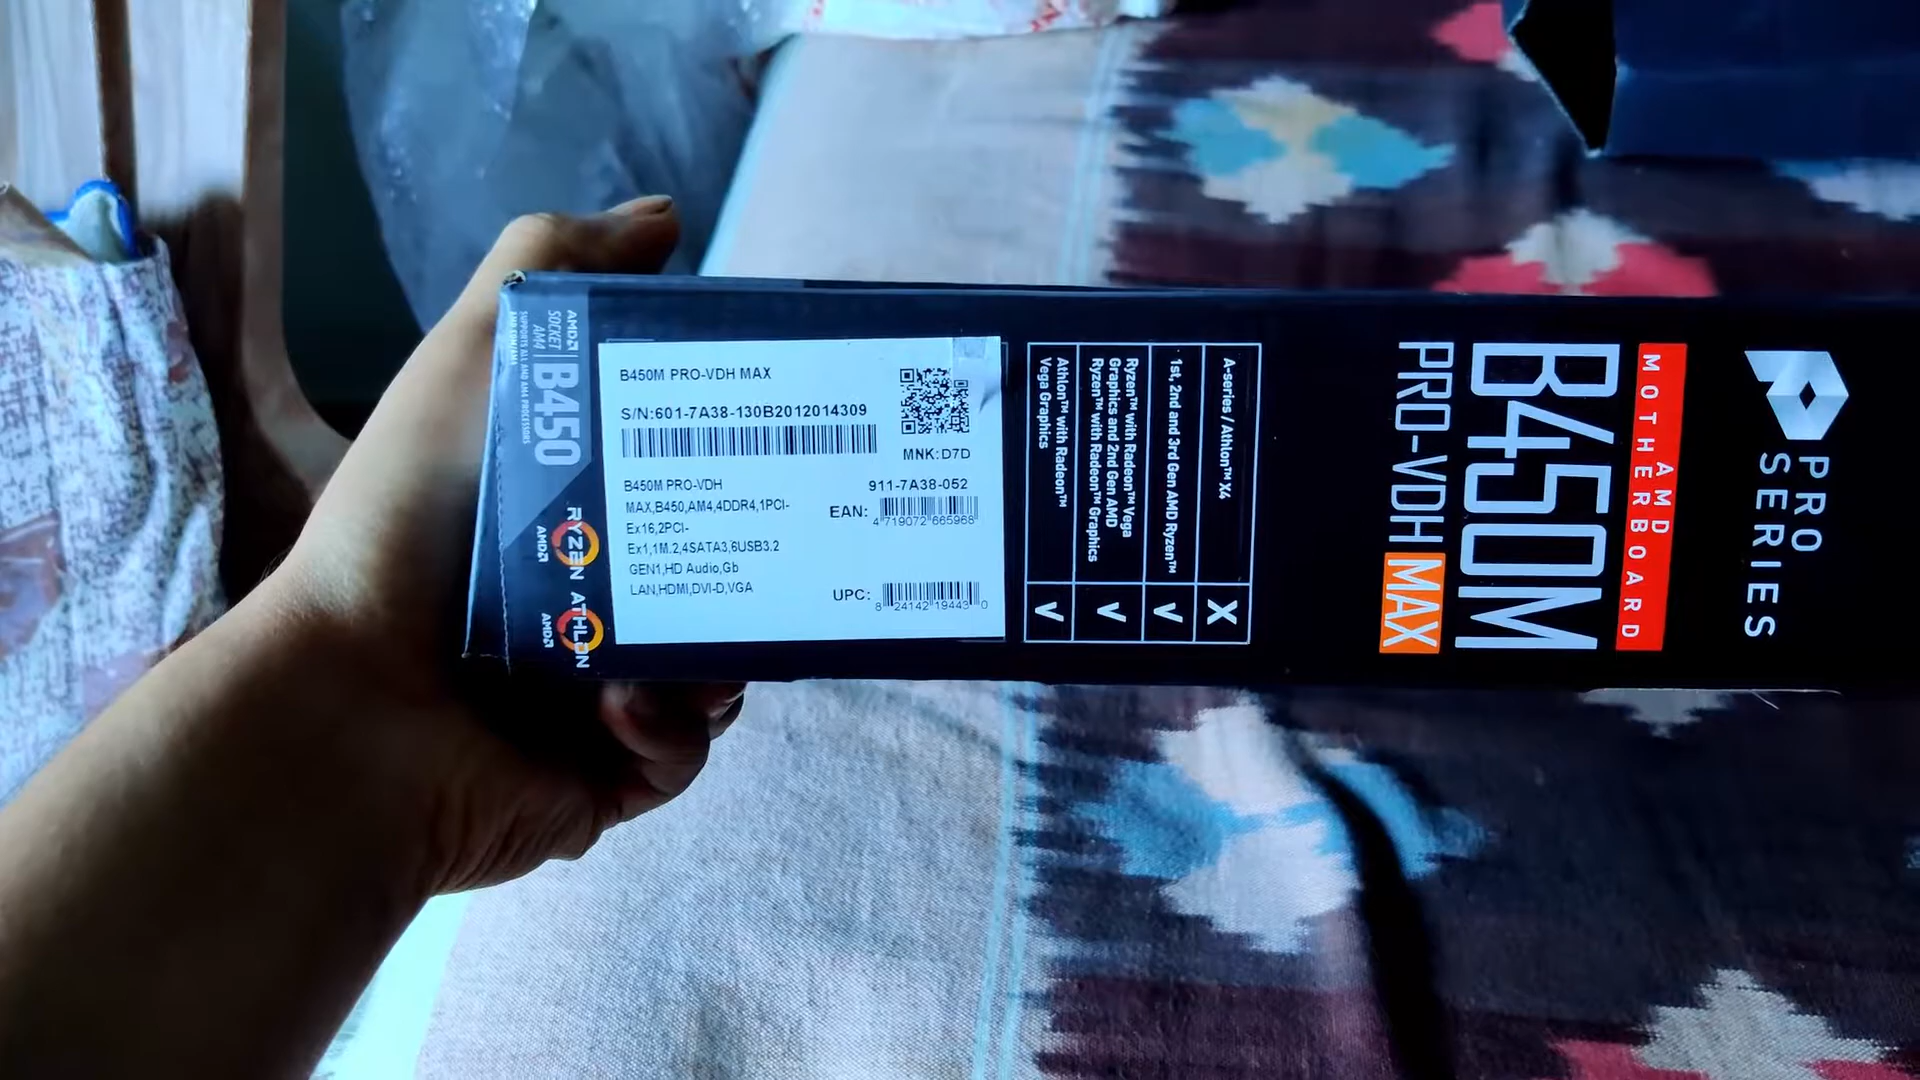 AMD
SOCKET
AM4
B450
SUPPORTS ALL AMD AM4 PROCESSORS
AMD.COM/AM4
AMD
RYZEN
AMD
ATHLON
B450M PRO-VDH MAX
S/N:601-7A38-130B2012014309
MNK:D7D
B450M PRO-VDH
MAX,B450,AM4,4DDR4,1PCI-
Ex16,2PCI-
Ex1,1M.2,4SATA3,6USB3.2
GEN1,HD Audio,Gb
LAN,HDMI,DVI-D,VGA
911-7A38-052
EAN:
4 719072 665968
UPC:
8 24142 19443 0
A-series / Athlon™ X4 X
1st, 2nd and 3rd Gen AMD Ryzen™ V
Ryzen™ with Radeon™ Vega
Graphics and 2nd Gen AMD
Ryzen™ with Radeon™ Graphics V
Athlon™ with Radeon™
Vega Graphics V
PRO
SERIES
AMD
MOTHERBOARD
B450M
PRO-VDH MAX